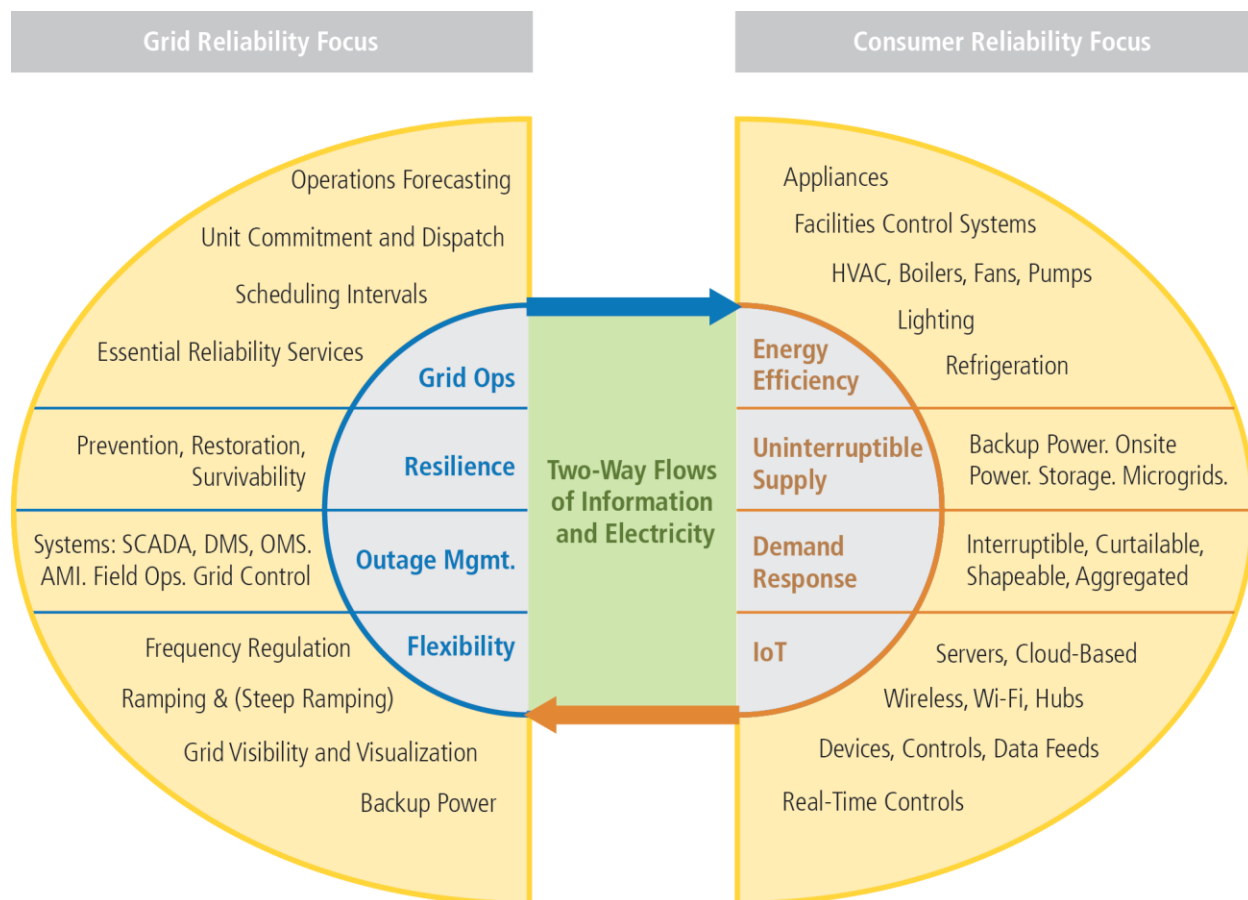 Grid Reliability Focus
Consumer Reliability Focus
Operations Forecasting
Unit Commitment and Dispatch
Scheduling Intervals
Essential Reliability Services
Grid Ops
Prevention, Restoration,
Survivability
Resilience
Systems: SCADA, DMS, OMS.
AMI. Field Ops. Grid Control
Outage Mgmt.
Frequency Regulation
Flexibility
Ramping & (Steep Ramping)
Grid Visibility and Visualization
Backup Power
Two-Way Flows
of Information
and Electricity
Appliances
Facilities Control Systems
HVAC, Boilers, Fans, Pumps
Lighting
Refrigeration
Energy
Efficiency
Uninterruptible
Supply
Backup Power. Onsite
Power. Storage. Microgrids.
Demand
Response
Interruptible, Curtailable,
Shapeable, Aggregated
IoT
Servers, Cloud-Based
Wireless, Wi-Fi, Hubs
Devices, Controls, Data Feeds
Real-Time Controls